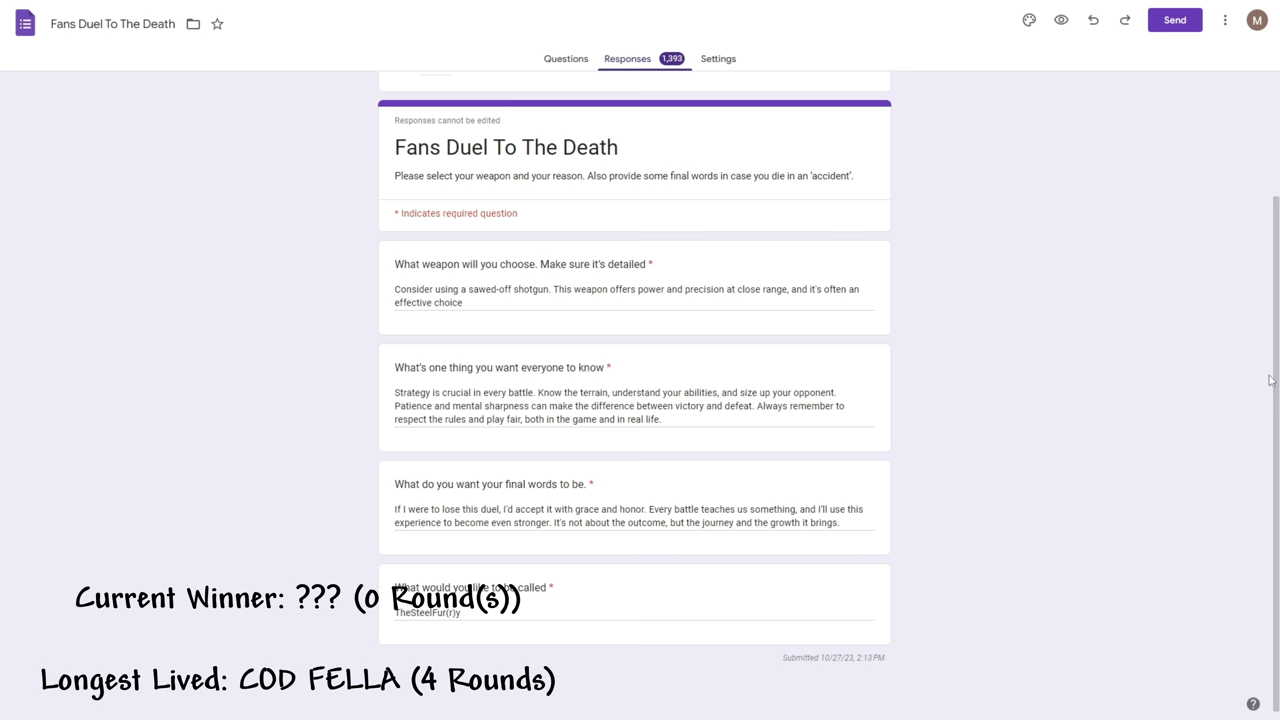 Fans Duel To The Death
Send
M
Questions Responses 1,393 Settings
Responses cannot be edited
Fans Duel To The Death
Please select your weapon and your reason. Also provide some final words in case you die in an 'accident'.
* Indicates required question
What weapon will you choose. Make sure it's detailed *
Consider using a sawed-off shotgun. This weapon offers power and precision at close range, and it's often an
effective choice
What's one thing you want everyone to know *
Strategy is crucial in every battle. Know the terrain, understand your abilities, and size up your opponent.
Patience and mental sharpness can make the difference between victory and defeat. Always remember to
respect the rules and play fair, both in the game and in real life.
What do you want your final words to be. *
If I were to lose this duel, I'd accept it with grace and honor. Every battle teaches us something, and I'll use this
experience to become even stronger. It's not about the outcome, but the journey and the growth it brings.
What would you like to be called *
Current Winner: ??? (0 Round(s))
TheSteelFur(r)y
Submitted 10/27/23, 2:13 PM
Longest Lived: COD FELLA (4 Rounds)